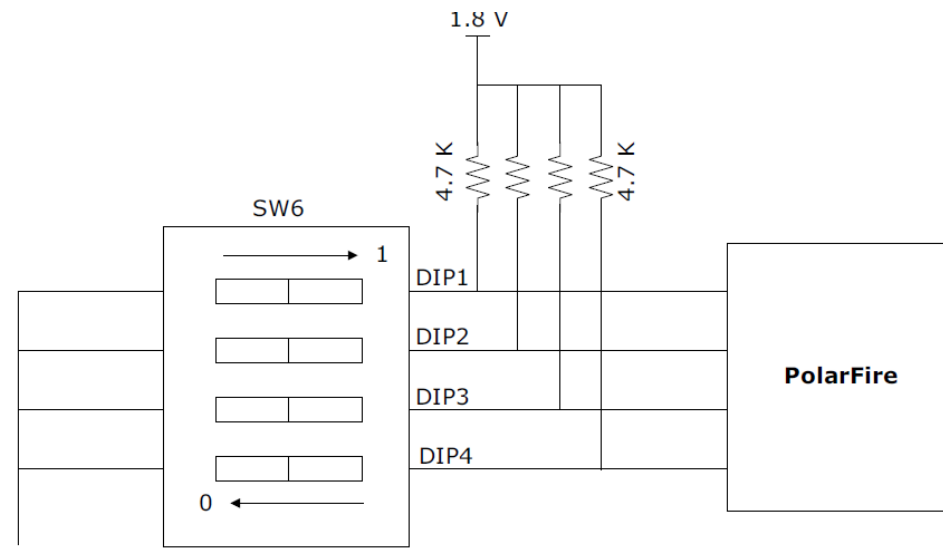 1.8 V
4.7 K
4.7 K
SW6
1
DIP1
DIP2
DIP3
DIP4
0
PolarFire